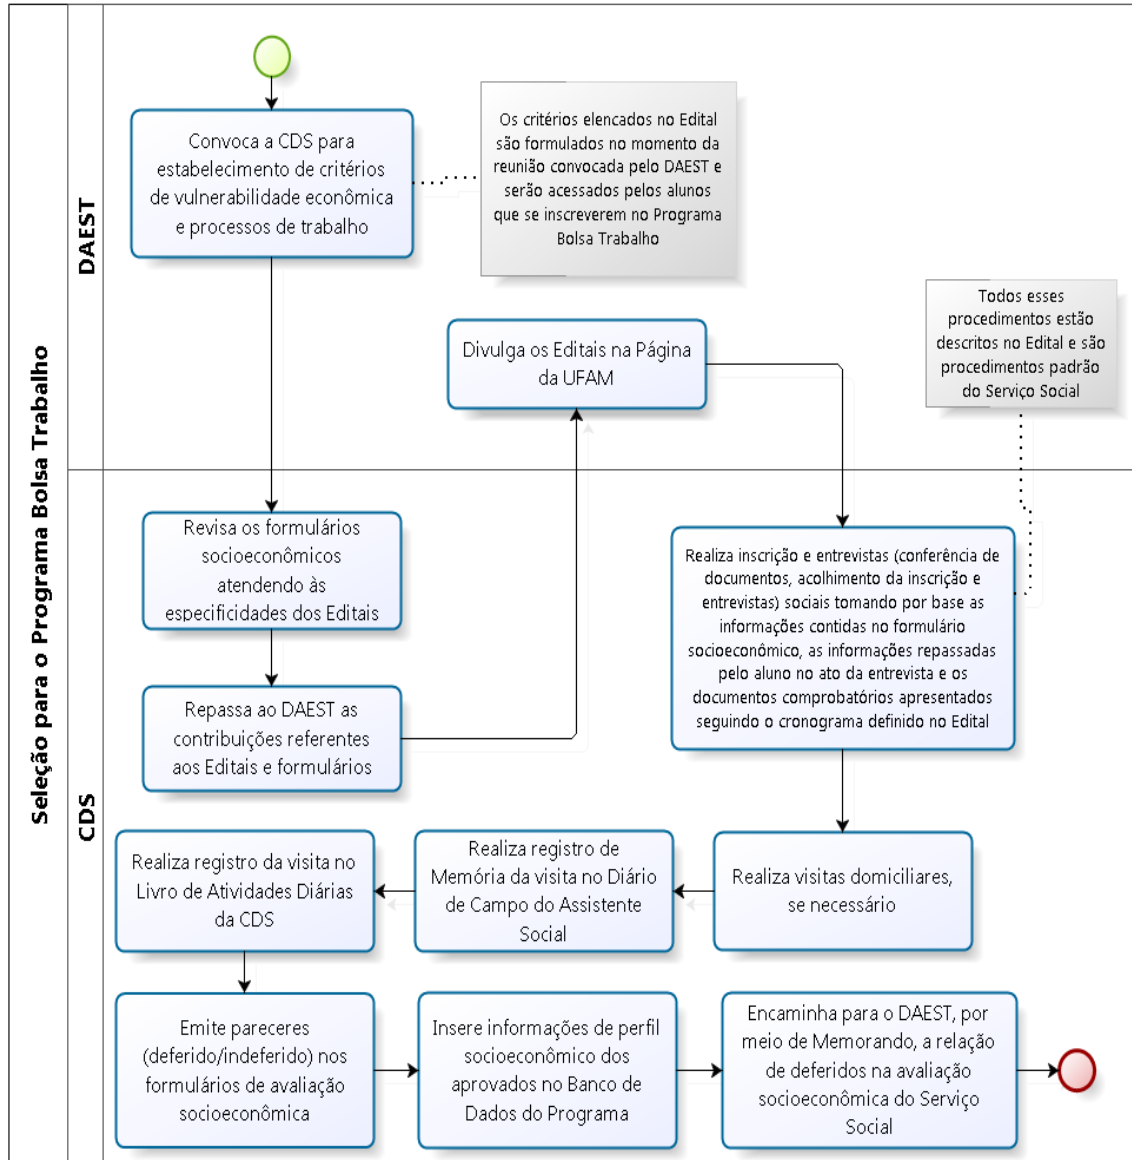 Seleção para o Programa Bolsa Trabalho
DAEST
Convoca a CDS para
estabelecimento de critérios
de vulnerabilidade econômica
e processos de trabalho
Os critérios elencados no Edital
são formulados no momento da
reunião convocada pelo DAEST e
serão acessados pelos alunos
que se inscreverem no Programa
Bolsa Trabalho
Divulga os Editais na Página
da UFAM
Todos esses
procedimentos estão
descritos no Edital e são
procedimentos padrão
do Serviço Social
CDS
Revisa os formulários
socioeconômicos
atendendo às
especificidades dos Editais
Repassa ao DAEST as
contribuições referentes
aos Editais e formulários
Realiza inscrição e entrevistas (conferência de
documentos, acolhimento da inscrição e
entrevistas) sociais tomando por base as
informações contidas no formulário
socioeconômico, as informações repassadas
pelo aluno no ato da entrevista e os
documentos comprobatórios apresentados
seguindo o cronograma definido no Edital
Realiza visitas domiciliares,
se necessário
Realiza registro de
Memória da visita no Diário
de Campo do Assistente
Social
Realiza registro da visita no
Livro de Atividades Diárias
da CDS
Emite pareceres
(deferido/indeferido) nos
formulários de avaliação
socioeconômica
Insere informações de perfil
socioeconômico dos
aprovados no Banco de
Dados do Programa
Encaminha para o DAEST, por
meio de Memorando, a relação
de deferidos na avaliação
socioeconômica do Serviço
Social